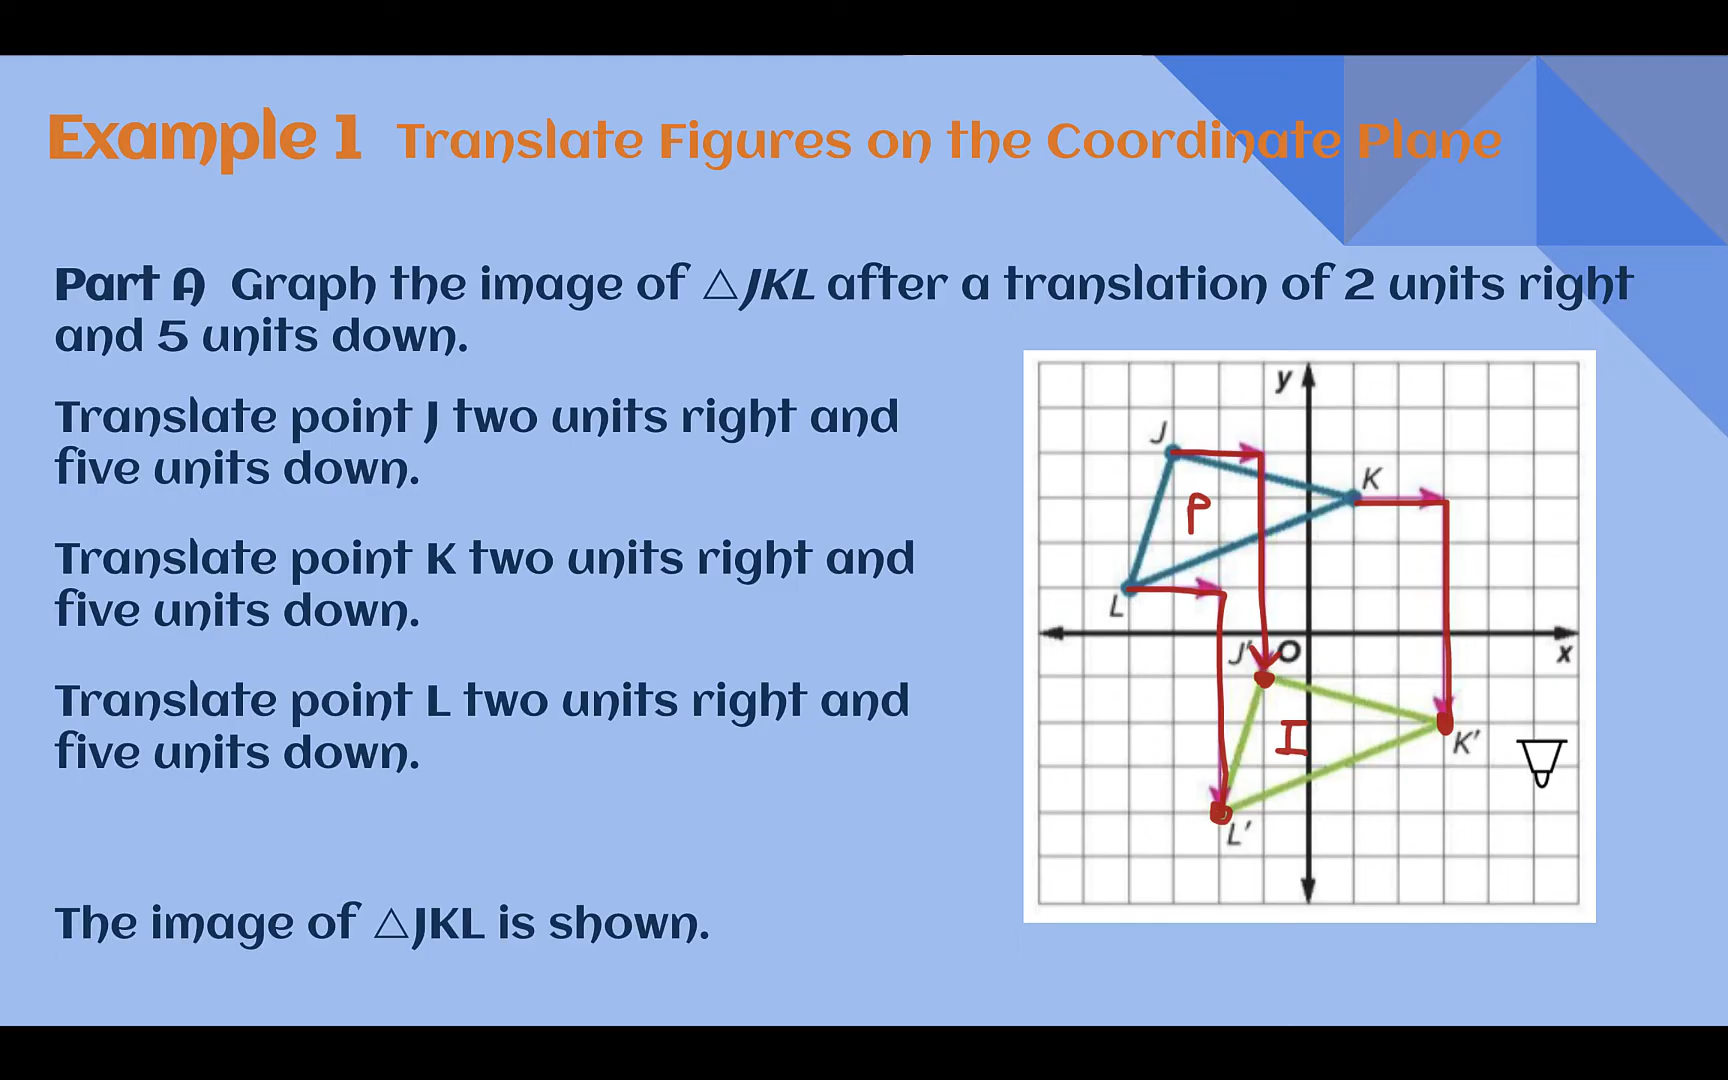 Example 1 Translate Figures on the Coordinate Plane
Part A Graph the image of △JKL after a translation of 2 units right
and 5 units down.
Translate point J two units right and
five units down.
Translate point K two units right and
five units down.
Translate point L two units right and
five units down.
The image of △JKL is shown.
y
J
K
P
L
J' O
x
I
K'
L'